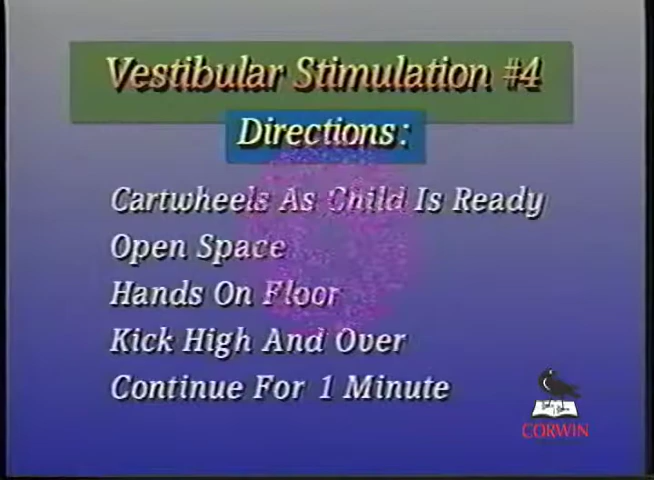 Vestibular Stimulation #4
Directions:
Cartwheels As Child Is Ready
Open Space
Hands On Floor
Kick High And Over
Continue For 1 Minute
CORWIN